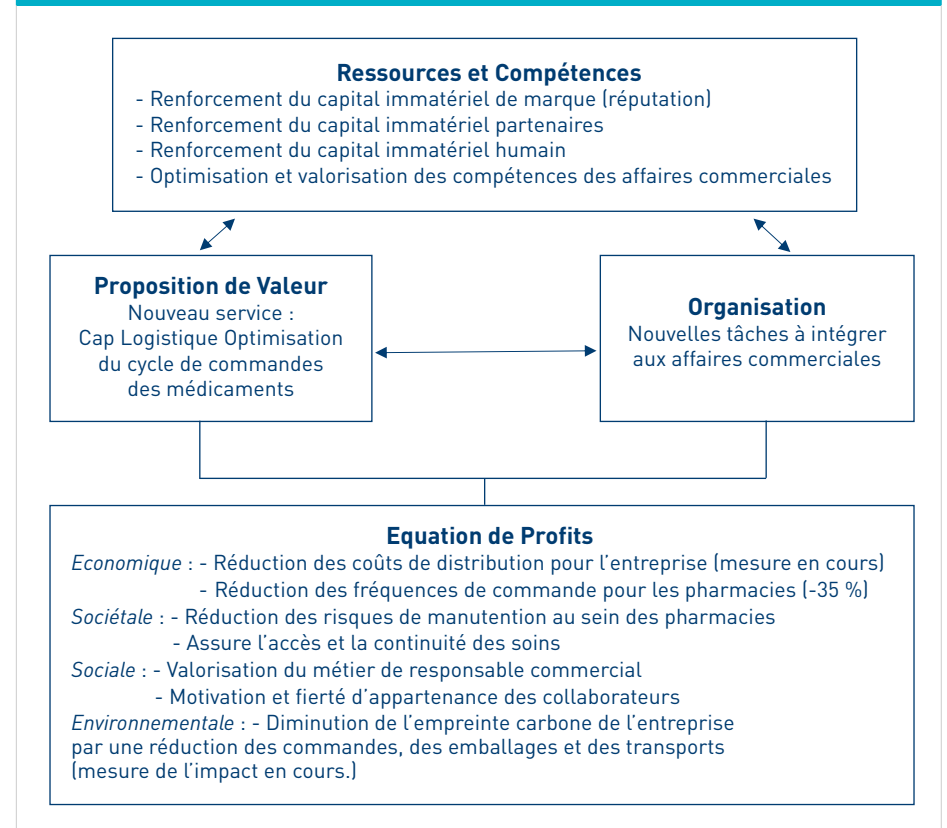 Ressources et Compétences
- Renforcement du capital immatériel de marque (réputation)
- Renforcement du capital immatériel partenaires
- Renforcement du capital immatériel humain
- Optimisation et valorisation des compétences des affaires commerciales
Proposition de Valeur
Nouveau service :
Cap Logistique Optimisation
du cycle de commandes
des médicaments
Organisation
Nouvelles tâches à intégrer
aux affaires commerciales
Equation de Profits
Economique : - Réduction des coûts de distribution pour l'entreprise (mesure en cours)
- Réduction des fréquences de commande pour les pharmacies (-35 %)
Sociétale : - Réduction des risques de manutention au sein des pharmacies
- Assure l'accès et la continuité des soins
Sociale : - Valorisation du métier de responsable commercial
- Motivation et fierté d'appartenance des collaborateurs
Environnementale : - Diminution de l'empreinte carbone de l'entreprise
par une réduction des commandes, des emballages et des transports
(mesure de l'impact en cours.)